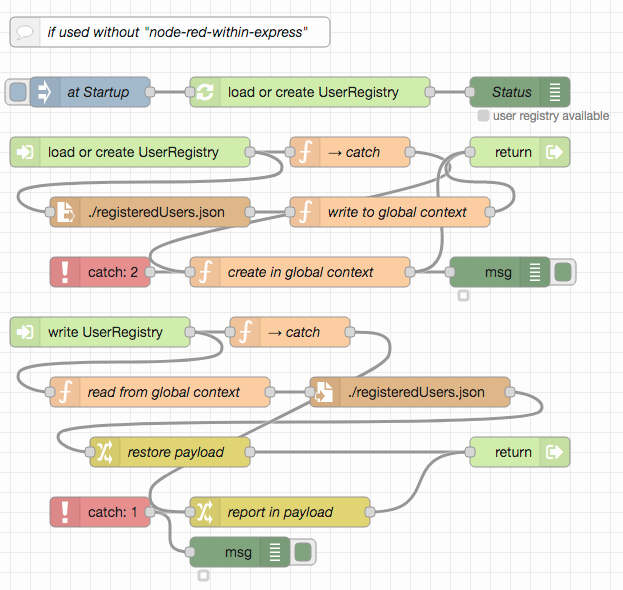 if used without "node-red-within-express"
at Startup
load or create UserRegistry
Status
user registry available
load or create UserRegistry
→ catch
return
./registeredUsers.json
write to global context
catch: 2
create in global context
msg
write UserRegistry
→ catch
read from global context
./registeredUsers.json
restore payload
return
catch: 1
report in payload
msg